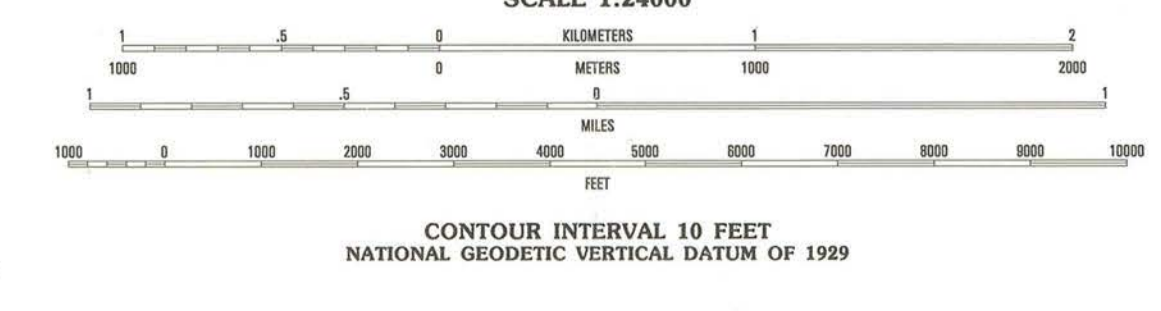 SCALE 1:24000
1 .5 0 KILOMETERS 1 2
1000 0 METERS 1000 2000
1 .5 0 1
MILES
1000 0 1000 2000 3000 4000 5000 6000 7000 8000 9000 10000
FEET
CONTOUR INTERVAL 10 FEET
NATIONAL GEODETIC VERTICAL DATUM OF 1929